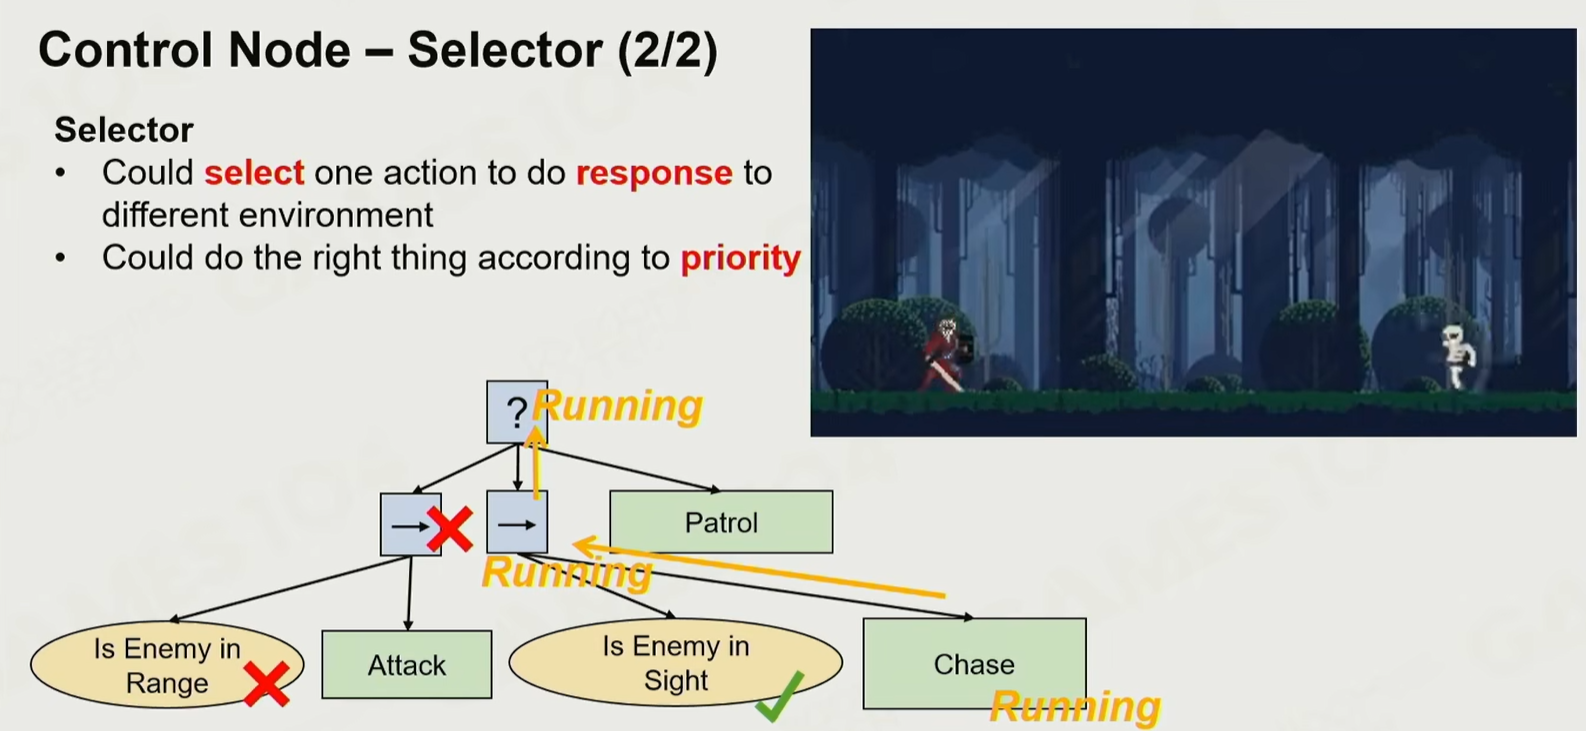 Control Node – Selector (2/2)
Selector
• Could select one action to do response to
different environment
• Could do the right thing according to priority
?
Running
Patrol
Running
Is Enemy in
Range
Attack
Is Enemy in
Sight
Chase
Running